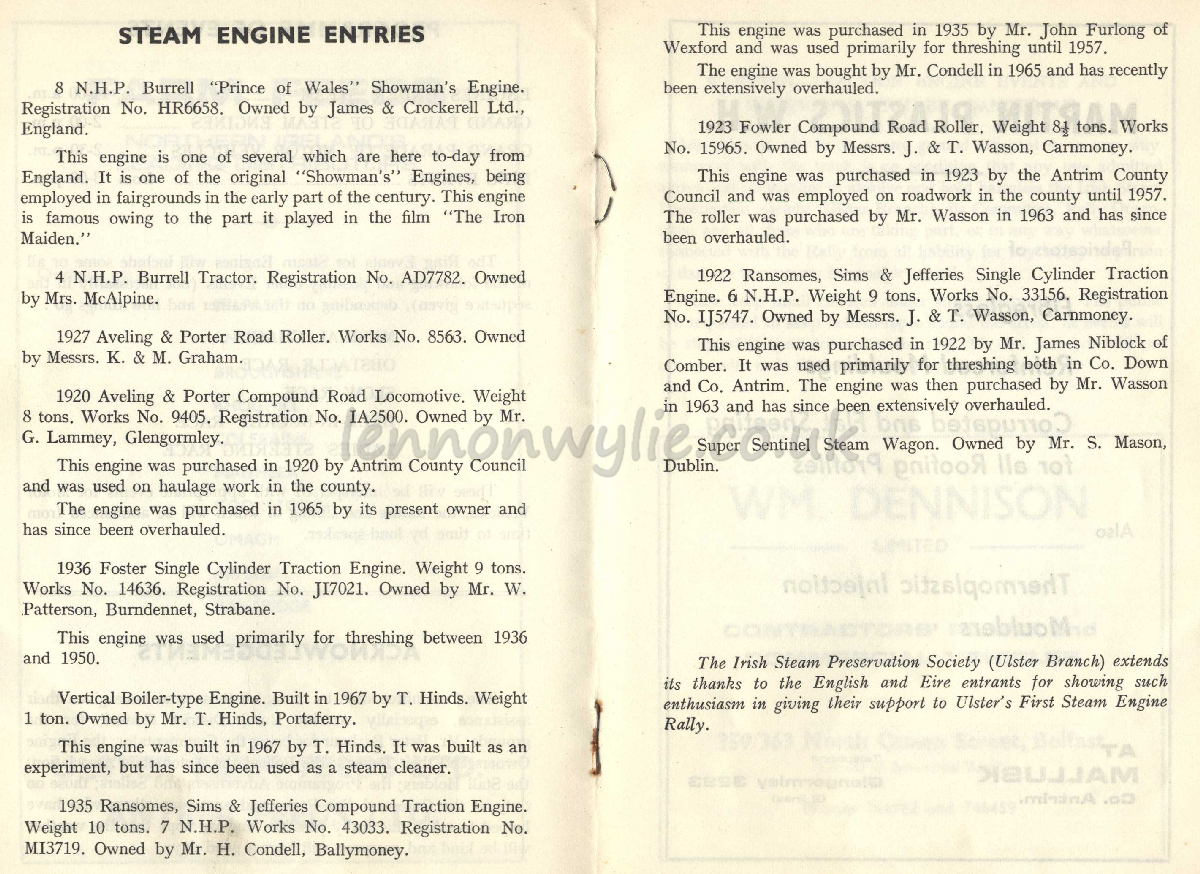 STEAM ENGINE ENTRIES
8 N.H.P. Burrell "Prince of Wales" Showman's Engine.
Registration No. HR6658. Owned by James & Crockerell Ltd.,
England.
This engine is one of several which are here to-day from
England. It is one of the original "Showman's" Engines, being
employed in fairgrounds in the early part of the century. This engine
is famous owing to the part it played in the film "The Iron
Maiden."
4 N.H.P. Burrell Tractor. Registration No. AD7782. Owned
by Mrs. McAlpine.
1927 Aveling & Porter Road Roller. Works No. 8563. Owned
by Messrs. K. & M. Graham.
1920 Aveling & Porter Compound Road Locomotive. Weight
8 tons. Works No. 9405. Registration No. IA2500. Owned by Mr.
G. Lammey, Glengormley.
This engine was purchased in 1920 by Antrim County Council
and was used on haulage work in the county.
The engine was purchased in 1965 by its present owner and
has since been overhauled.
1936 Foster Single Cylinder Traction Engine. Weight 9 tons.
Works No. 14636. Registration No. JI7021. Owned by Mr. W.
Patterson, Burndennet, Strabane.
This engine was used primarily for threshing between 1936
and 1950.
Vertical Boiler-type Engine. Built in 1967 by T. Hinds. Weight
1 ton. Owned by Mr. T. Hinds, Portaferry.
This engine was built in 1967 by T. Hinds. It was built as an
experiment, but has since been used as a steam cleaner.
1935 Ransomes, Sims & Jefferies Compound Traction Engine.
Weight 10 tons. 7 N.H.P. Works No. 43033. Registration No.
MI3719. Owned by Mr. H. Condell, Ballymoney.
This engine was purchased in 1935 by Mr. John Furlong of
Wexford and was used primarily for threshing until 1957.
The engine was bought by Mr. Condell in 1965 and has recently
been extensively overhauled.
1923 Fowler Compound Road Roller. Weight 8½ tons. Works
No. 15965. Owned by Messrs. J. & T. Wasson, Carnmoney.
This engine was purchased in 1923 by the Antrim County
Council and was employed on roadwork in the county until 1957.
The roller was purchased by Mr. Wasson in 1963 and has since
been overhauled.
1922 Ransomes, Sims & Jefferies Single Cylinder Traction
Engine. 6 N.H.P. Weight 9 tons. Works No. 33156. Registration
No. IJ5747. Owned by Messrs. J. & T. Wasson, Carnmoney.
This engine was purchased in 1922 by Mr. James Niblock of
Comber. It was used primarily for threshing both in Co. Down
and Co. Antrim. The engine was then purchased by Mr. Wasson
in 1963 and has since been extensively overhauled.
Super Sentinel Steam Wagon. Owned by Mr. S. Mason,
Dublin.
The Irish Steam Preservation Society (Ulster Branch) extends
its thanks to the English and Eire entrants for showing such
enthusiasm in giving their support to Ulster's First Steam Engine
Rally.
lennonwylie.co.uk